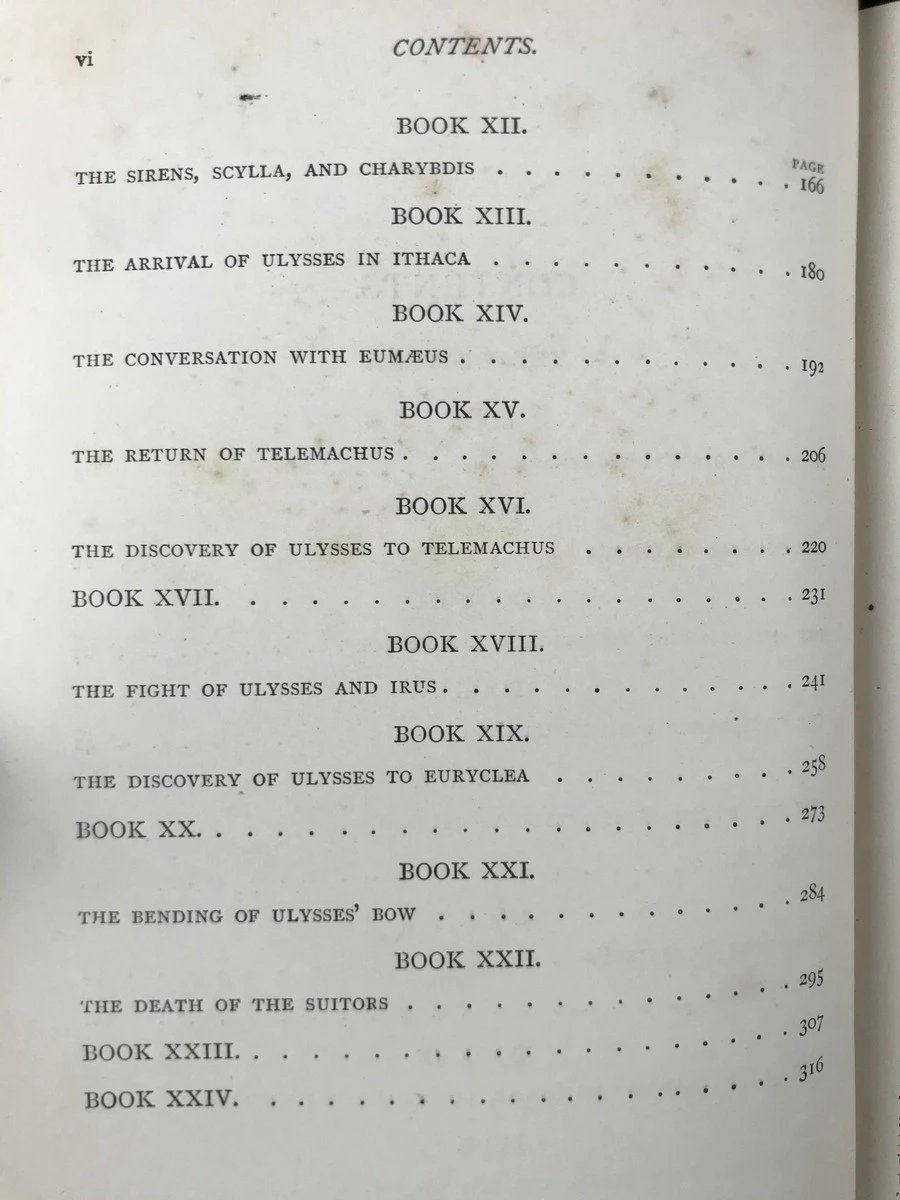 vi
CONTENTS.
BOOK XII.
PAGE
THE SIRENS, SCYLLA, AND CHARYBDIS . . . . . . . . . . . 166
BOOK XIII.
THE ARRIVAL OF ULYSSES IN ITHACA . . . . . . . . . . . 180
BOOK XIV.
THE CONVERSATION WITH EUMÆUS . . . . . . . . . . . . 192
BOOK XV.
THE RETURN OF TELEMACHUS . . . . . . . . . . . . . . 206
BOOK XVI.
THE DISCOVERY OF ULYSSES TO TELEMACHUS . . . . . . . . 220
BOOK XVII. . . . . . . . . . . . . . . . . . . . 231
BOOK XVIII.
THE FIGHT OF ULYSSES AND IRUS . . . . . . . . . . . . . 241
BOOK XIX.
THE DISCOVERY OF ULYSSES TO EURYCLEA . . . . . . . . . 258
BOOK XX. . . . . . . . . . . . . . . . . . . . . 273
BOOK XXI.
THE BENDING OF ULYSSES' BOW . . . . . . . . . . . . . 284
BOOK XXII.
THE DEATH OF THE SUITORS . . . . . . . . . . . . . . 295
BOOK XXIII. . . . . . . . . . . . . . . . . . . . 307
BOOK XXIV. . . . . . . . . . . . . . . . . . . 316